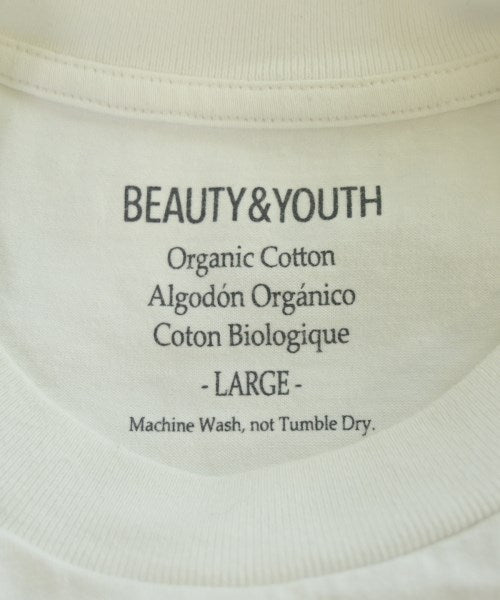 BEAUTY&YOUTH
Organic Cotton
Algodón Orgánico
Coton Biologique
- LARGE -
Machine Wash, not Tumble Dry.